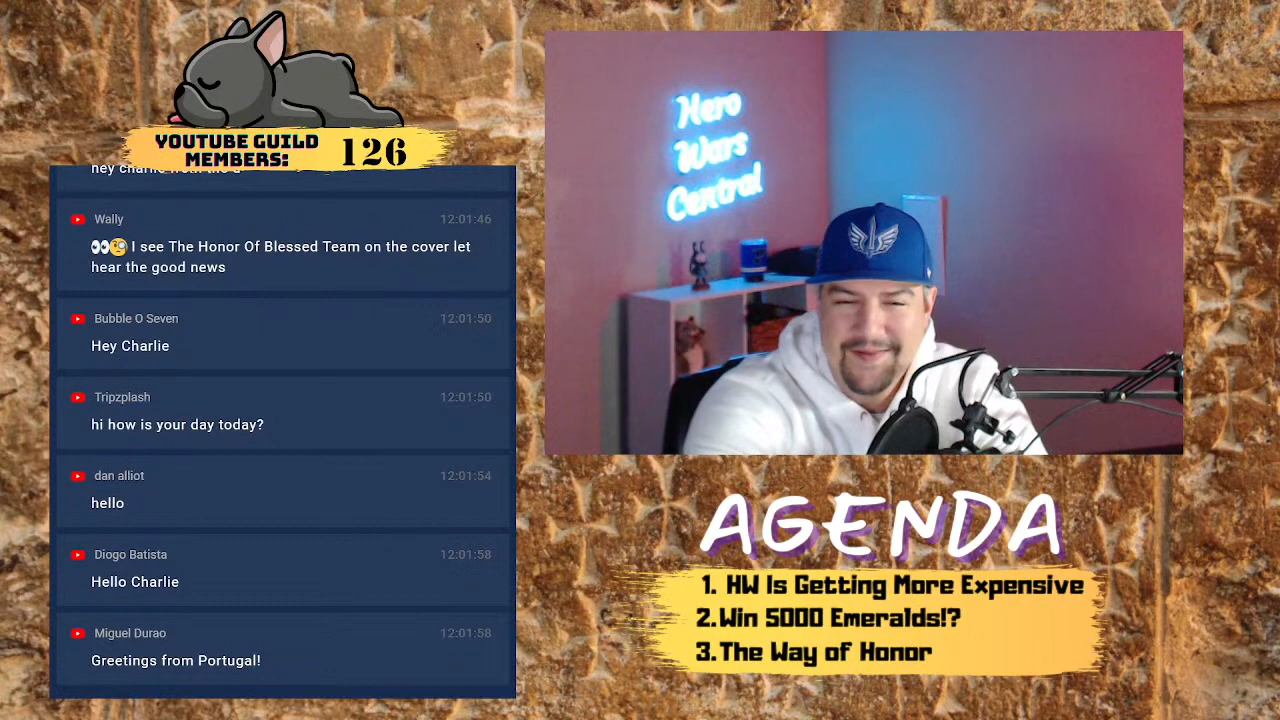 YOUTUBE GUILD
MEMBERS: 126
hey charlie from the a
Wally 12:01:46
👀🧐 I see The Honor Of Blessed Team on the cover let
hear the good news
Bubble O Seven 12:01:50
Hey Charlie
Tripzplash 12:01:50
hi how is your day today?
dan alliot 12:01:54
hello
Diogo Batista 12:01:58
Hello Charlie
Miguel Durao 12:01:58
Greetings from Portugal!
Hero
Wars
Central
AGENDA
1. HW Is Getting More Expensive
2.Win 5000 Emeralds!?
3.The Way of Honor